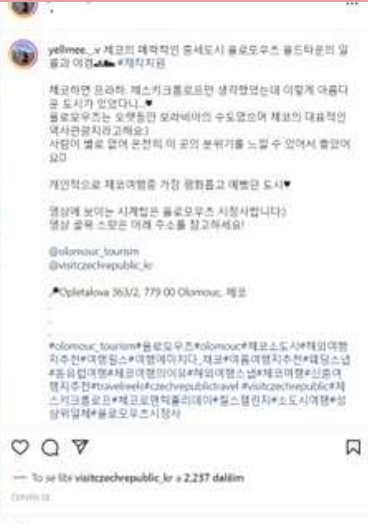 yellmee._.v 체코의 매력적인 중세도시 올로모우츠 올드타운의 일
몰과 야경 #제작지원
체코하면 프라하, 체스키크롬로프만 생각했었는데 이렇게 아름다
운 도시가 있었다니..♥
올로모우츠는 오랫동안 모라비아의 수도였으며 체코의 대표적인
역사관광지라고해요:)
사람이 별로 없어 온전히 이 곳의 분위기를 느낄 수 있어서 좋았어
요
개인적으로 체코여행중 가장 평화롭고 예뻤던 도시♥
영상에 보이는 시계탑은 올로모우츠 시청사랍니다:)
영상 골목 스팟은 아래 주소를 참고하세요!
@olomouc_tourism
@visitczechrepublic_kr
📍Opletalova 363/2, 779 00 Olomouc, 체코
.
.
.
#olomouc_tourism#올로모우츠#olomouc#체코소도시#해외여행
지추천#여행릴스#여행에미치다_체코#여름여행지추천#웨딩스냅
#동유럽여행#체코여행의이유#해외여행스냅#체코여행#신혼여
행지추천#travelreels#czechrepublictravel #visitczechrepublic#체
스키크롬로프#체코로맨틱홀리데이#릴스챌린지#소도시여행#성
삼위일체#올로모우츠시청사
To se líbí visitczechrepublic_kr a 2,237 dalším